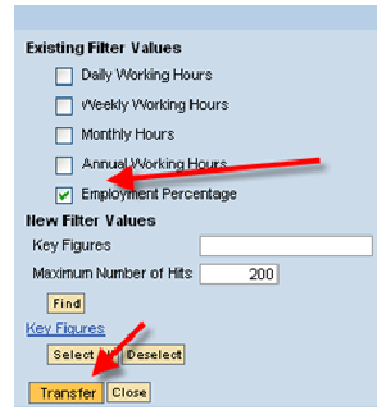 Existing Filter Values
Daily Working Hours
Weekly Working Hours
Monthly Hours
Annual Working Hours
Employment Percentage
New Filter Values
Key Figures
Maximum Number of Hits 200
Find
Key Figures
Select Deselect
Transfer Close